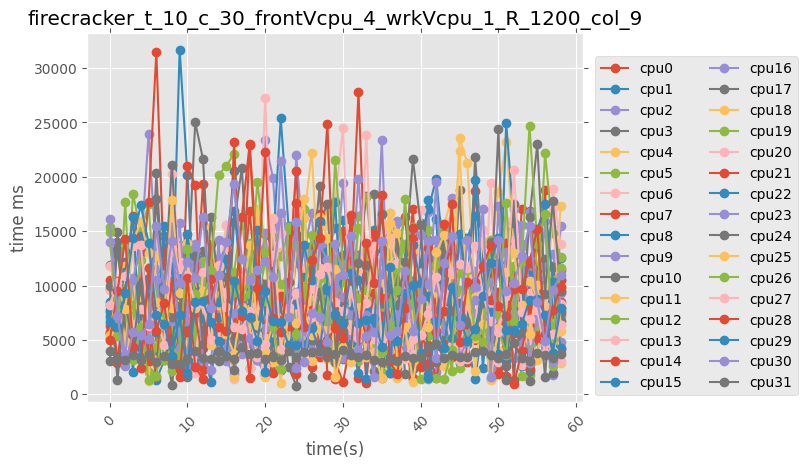 firecracker_t_10_c_30_frontVcpu_4_wrkVcpu_1_R_1200_col_9
30000
25000
20000
15000
10000
5000
0
time ms
0 10 20 30 40 50 60
time(s)
cpu0
cpu1
cpu2
cpu3
cpu4
cpu5
cpu6
cpu7
cpu8
cpu9
cpu10
cpu11
cpu12
cpu13
cpu14
cpu15
cpu16
cpu17
cpu18
cpu19
cpu20
cpu21
cpu22
cpu23
cpu24
cpu25
cpu26
cpu27
cpu28
cpu29
cpu30
cpu31